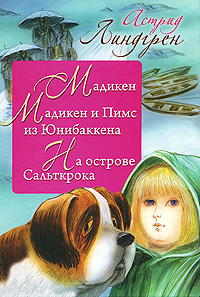 Астрид
Линдгрен
Мадикен
Мадикен и Пимс
из Юнибаккена
На острове
Сальткрока